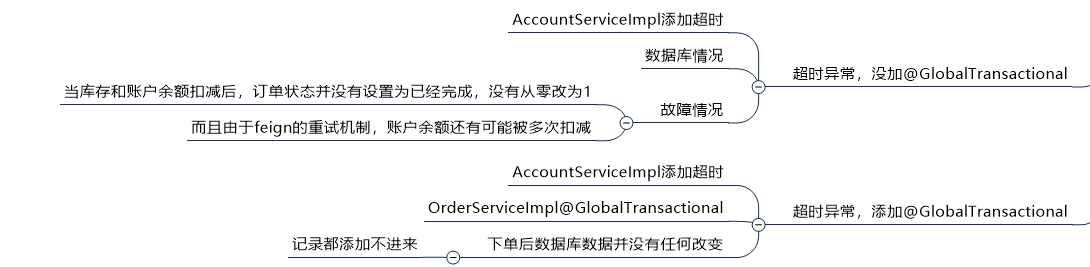 AccountServiceImpl添加超时
数据库情况
超时异常，没加@GlobalTransactional
当库存和账户余额扣减后，订单状态并没有设置为已经完成，没有从零改为1
故障情况
而且由于feign的重试机制，账户余额还有可能被多次扣减
AccountServiceImpl添加超时
OrderServiceImpl@GlobalTransactional
超时异常，添加@GlobalTransactional
记录都添加不进来
下单后数据库数据并没有任何改变